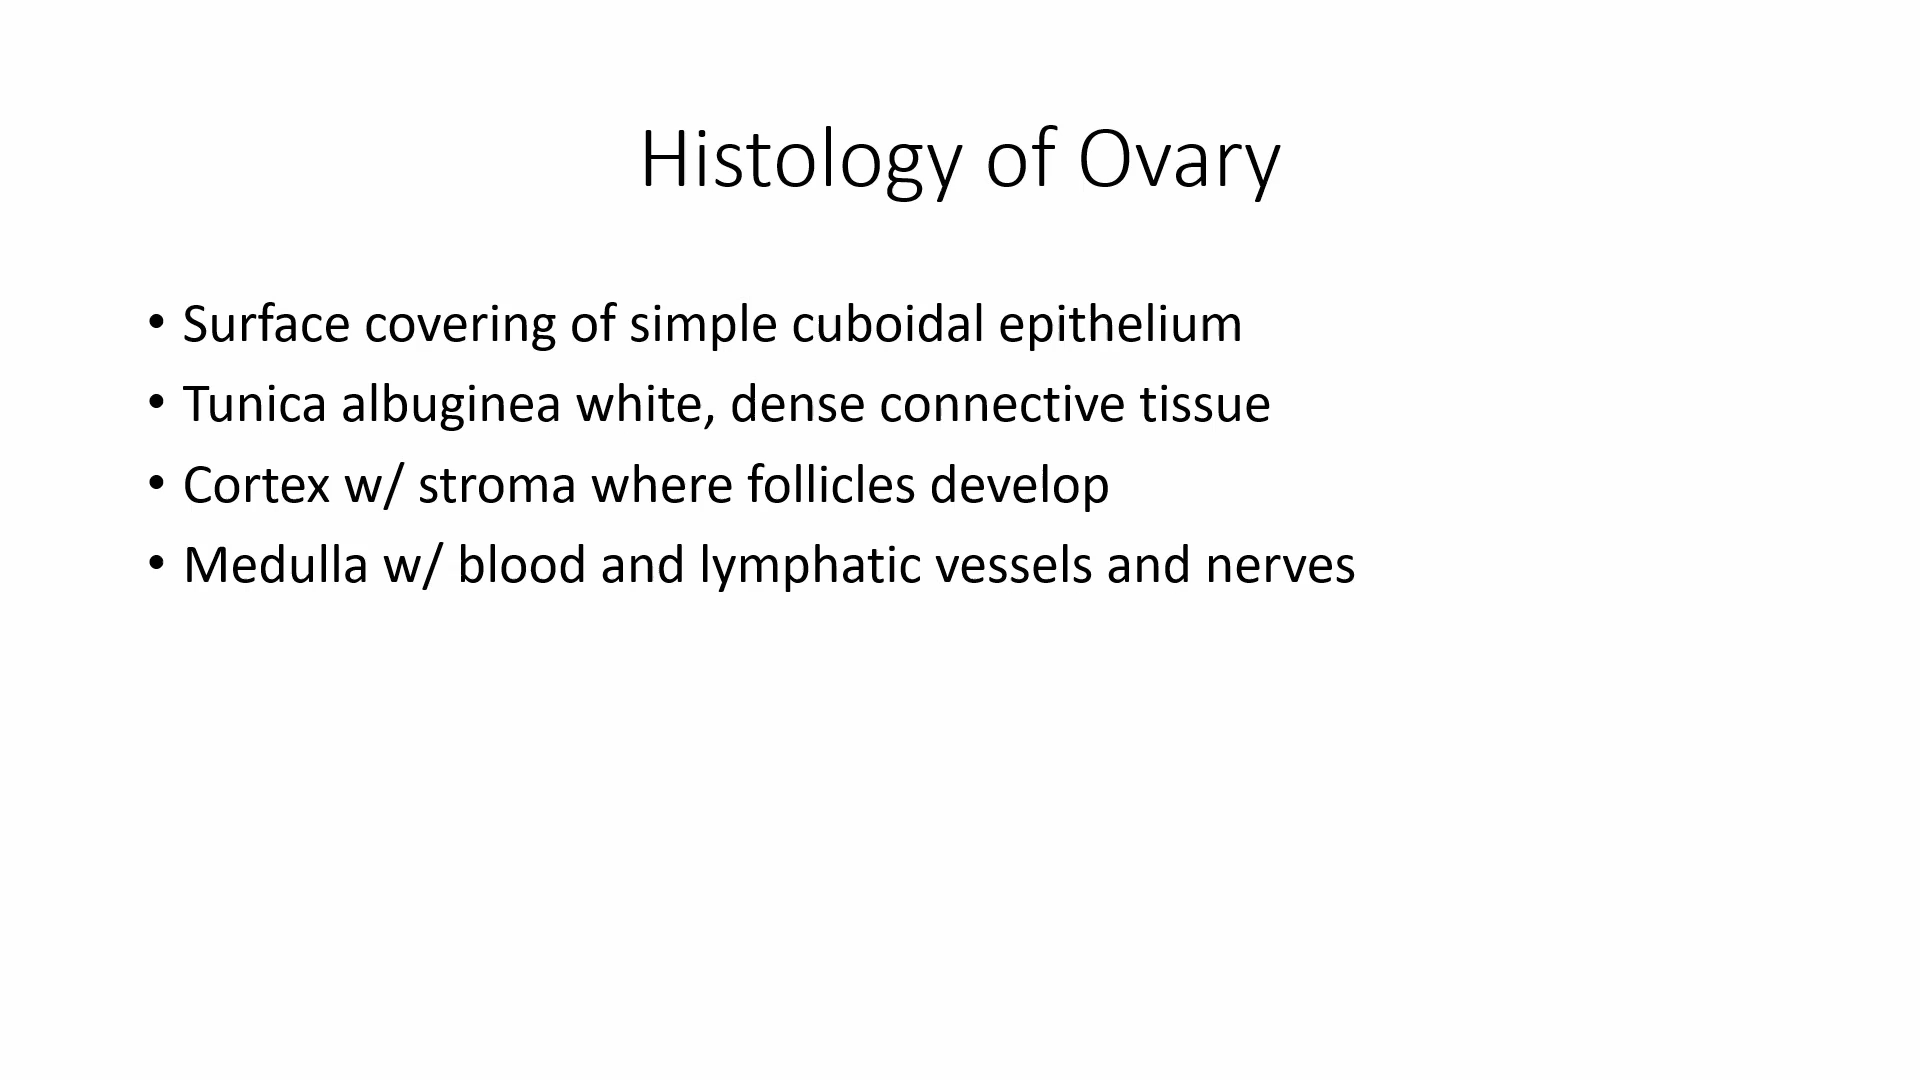 Histology of Ovary
• Surface covering of simple cuboidal epithelium
• Tunica albuginea white, dense connective tissue
• Cortex w/ stroma where follicles develop
• Medulla w/ blood and lymphatic vessels and nerves